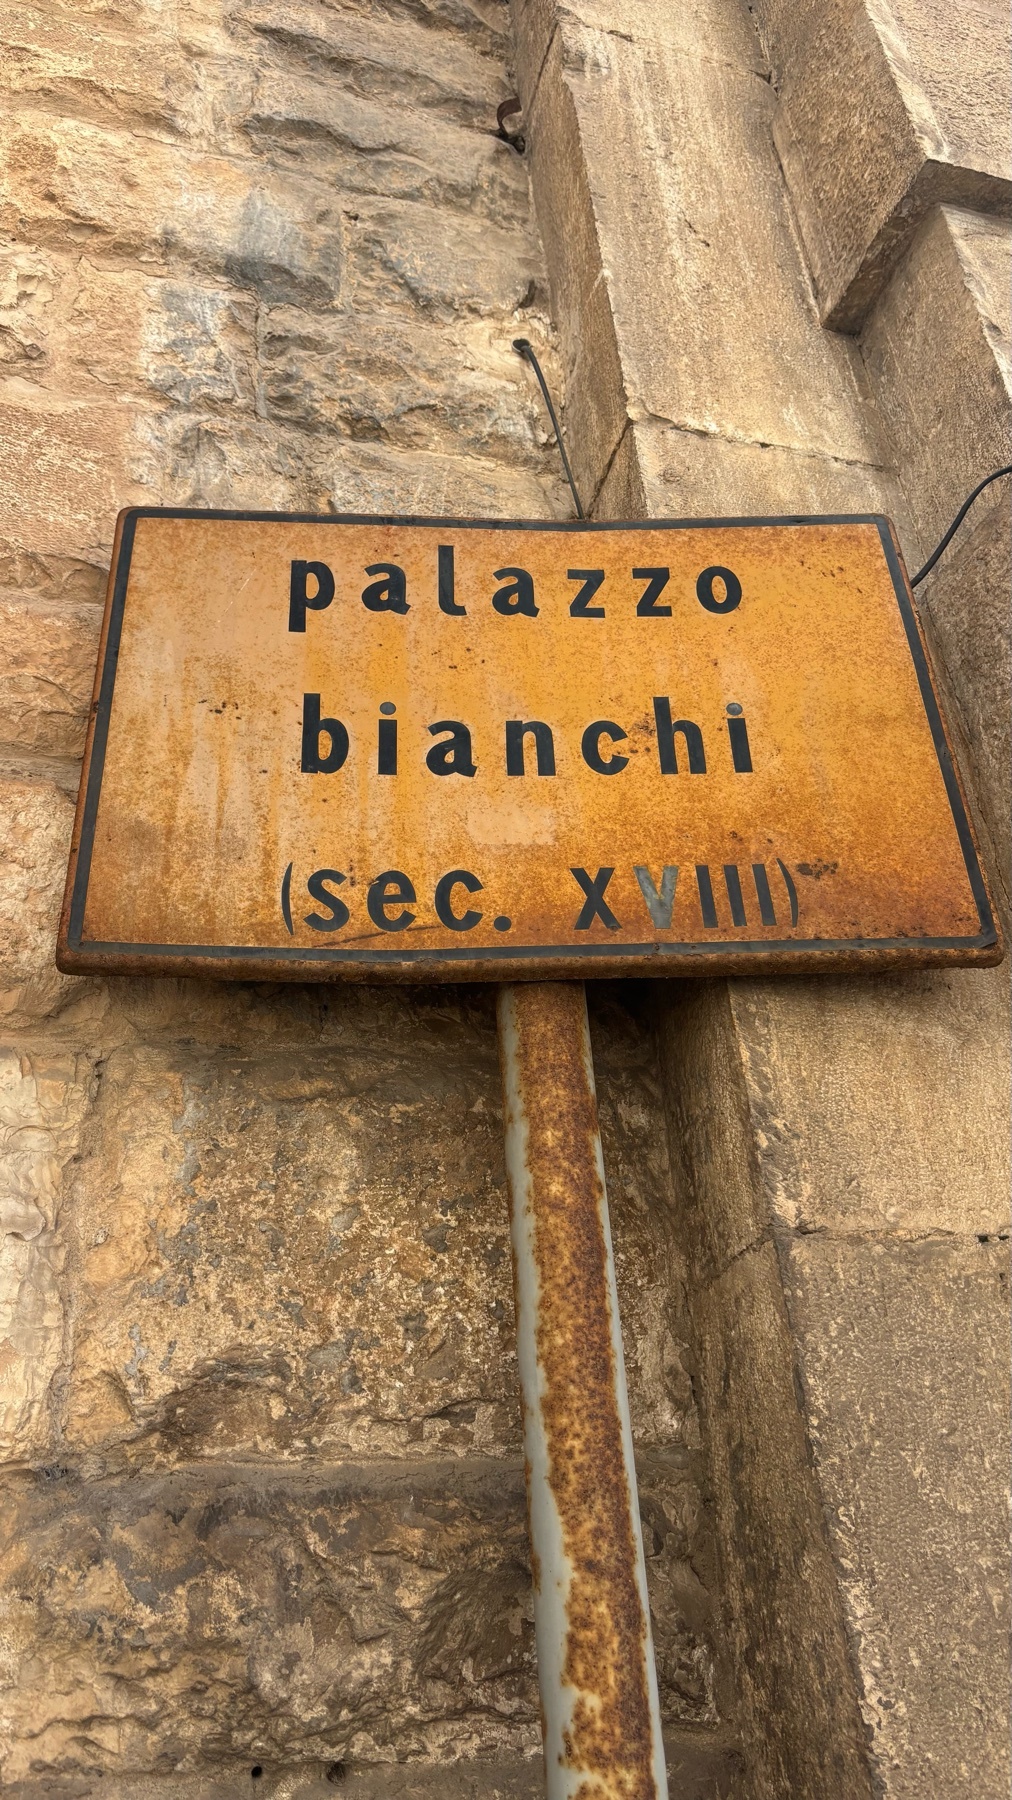 palazzo
bianchi
(sec. XVIII)